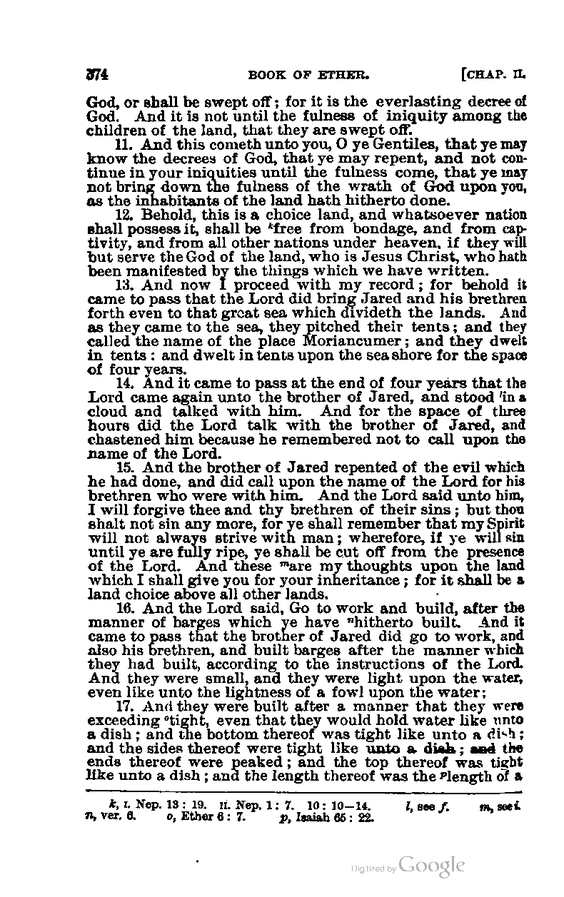 374 BOOK OF ETHER. [CHAP. II.
God, or shall be swept off; for it is the everlasting decree of
God. And it is not until the fulness of iniquity among the
children of the land, that they are swept off.
11. And this cometh unto you, O ye Gentiles, that ye may
know the decrees of God, that ye may repent, and not con-
tinue in your iniquities until the fulness come, that ye may
not bring down the fulness of the wrath of God upon you,
as the inhabitants of the land hath hitherto done.
12. Behold, this is a choice land, and whatsoever nation
shall possess it, shall be ᵏfree from bondage, and from cap-
tivity, and from all other nations under heaven, if they will
but serve the God of the land, who is Jesus Christ, who hath
been manifested by the things which we have written.
13. And now I proceed with my record; for behold it
came to pass that the Lord did bring Jared and his brethren
forth even to that great sea which divideth the lands. And
as they came to the sea, they pitched their tents; and they
called the name of the place Moriancumer; and they dwelt
in tents: and dwelt in tents upon the sea shore for the space
of four years.
14. And it came to pass at the end of four years that the
Lord came again unto the brother of Jared, and stood ˡin a
cloud and talked with him. And for the space of three
hours did the Lord talk with the brother of Jared, and
chastened him because he remembered not to call upon the
name of the Lord.
15. And the brother of Jared repented of the evil which
he had done, and did call upon the name of the Lord for his
brethren who were with him. And the Lord said unto him,
I will forgive thee and thy brethren of their sins; but thou
shalt not sin any more, for ye shall remember that my Spirit
will not always strive with man; wherefore, if ye will sin
until ye are fully ripe, ye shall be cut off from the presence
of the Lord. And these ᵐare my thoughts upon the land
which I shall give you for your inheritance; for it shall be a
land choice above all other lands.
16. And the Lord said, Go to work and build, after the
manner of barges which ye have ⁿhitherto built. And it
came to pass that the brother of Jared did go to work, and
also his brethren, and built barges after the manner which
they had built, according to the instructions of the Lord.
And they were small, and they were light upon the water,
even like unto the lightness of a fowl upon the water;
17. And they were built after a manner that they were
exceeding ᵒtight, even that they would hold water like unto
a dish; and the bottom thereof was tight like unto a dish;
and the sides thereof were tight like unto a dish; and the
ends thereof were peaked; and the top thereof was tight
like unto a dish; and the length thereof was the ᵖlength of a
k, I. Nep. 13: 19. II. Nep. 1: 7. 10: 10—14. l, see f. m, see i.
n, ver. 6. o, Ether 6: 7. p, Isaiah 65: 22.
Digitized by Google